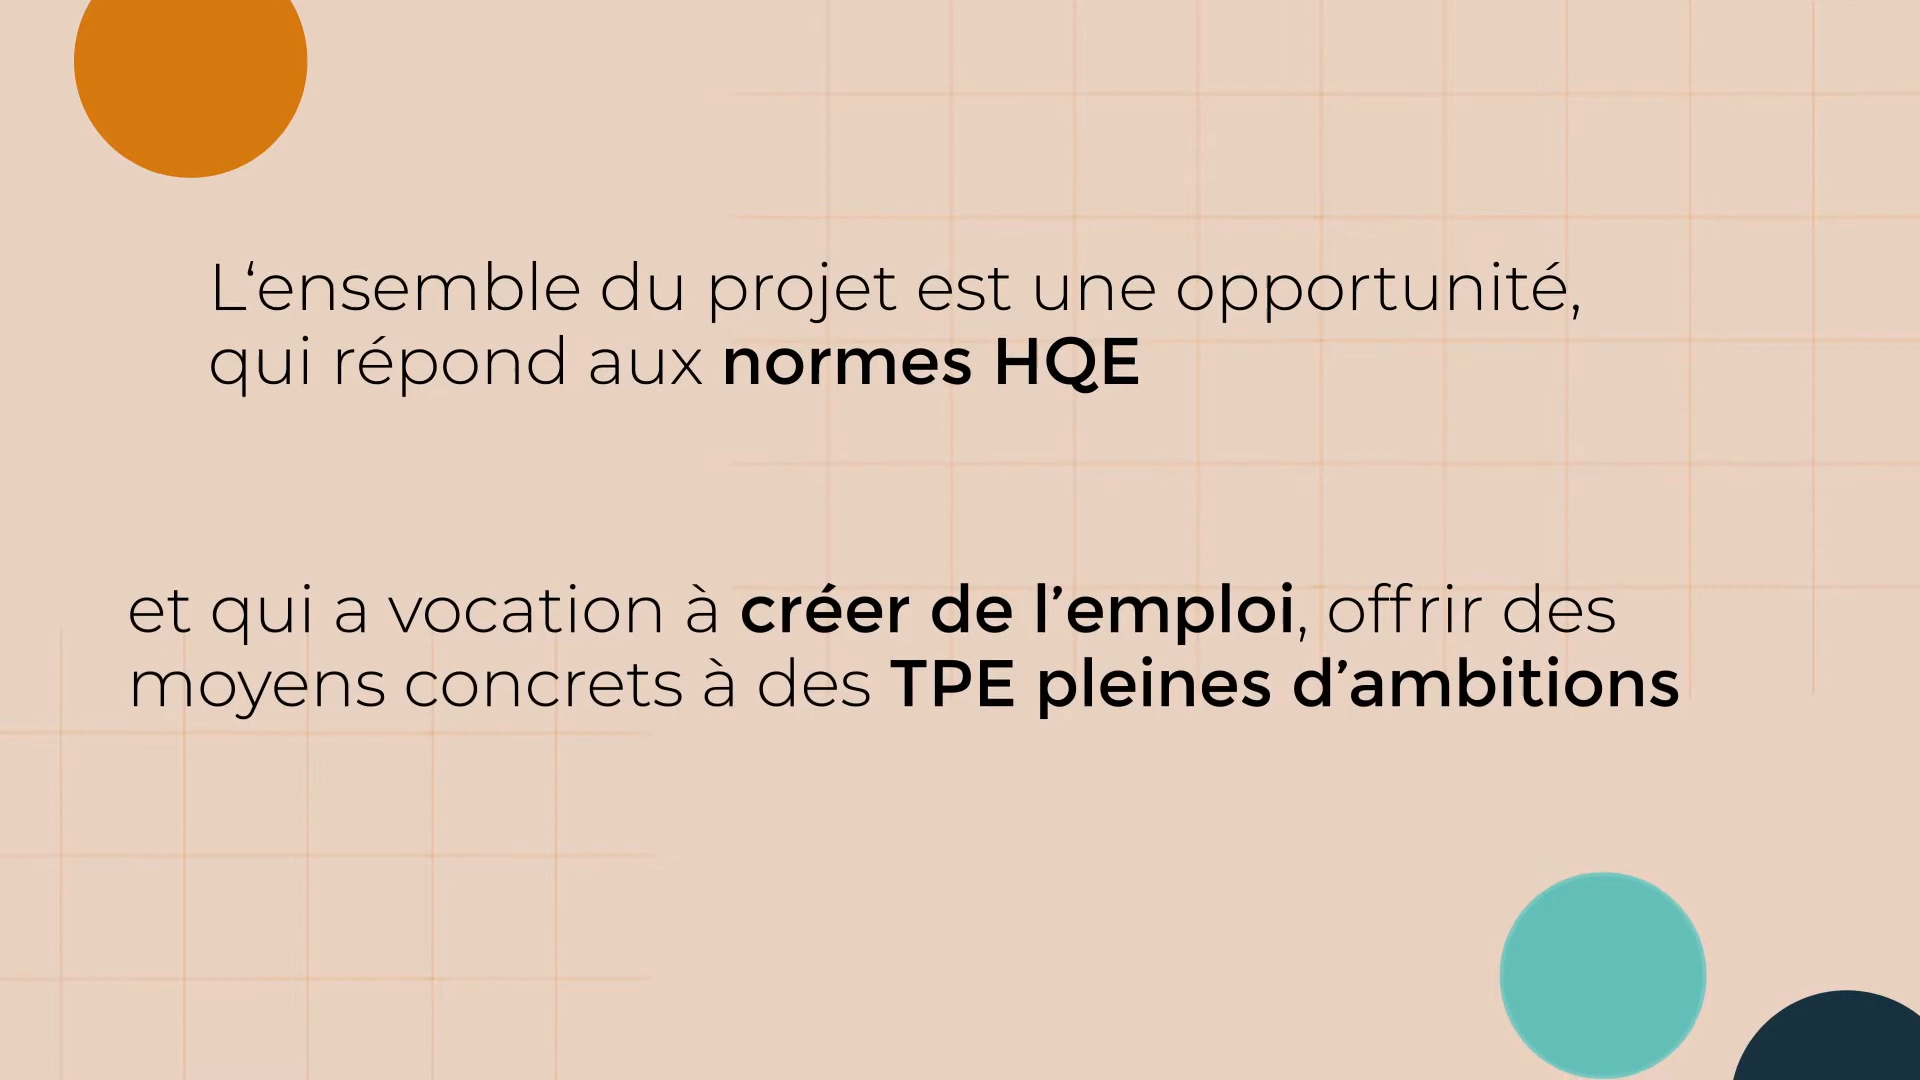 L‘ensemble du projet est une opportunité,
qui répond aux normes HQE
et qui a vocation à créer de l’emploi, offrir des
moyens concrets à des TPE pleines d’ambitions